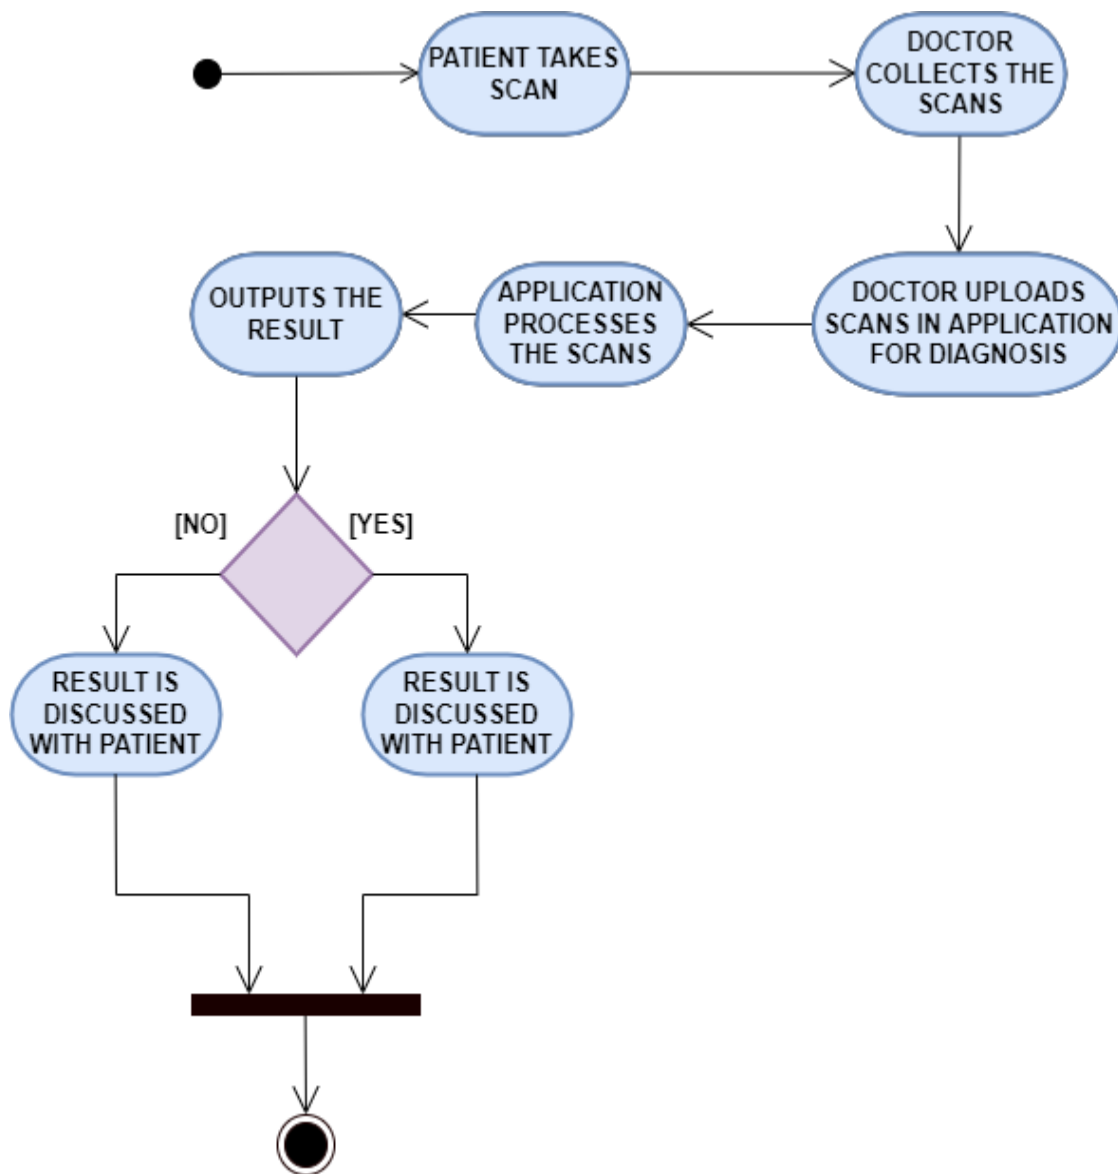 PATIENT TAKES
SCAN
DOCTOR
COLLECTS THE
SCANS
DOCTOR UPLOADS
SCANS IN APPLICATION
FOR DIAGNOSIS
APPLICATION
PROCESSES
THE SCANS
OUTPUTS THE
RESULT
[NO]
[YES]
RESULT IS
DISCUSSED
WITH PATIENT
RESULT IS
DISCUSSED
WITH PATIENT